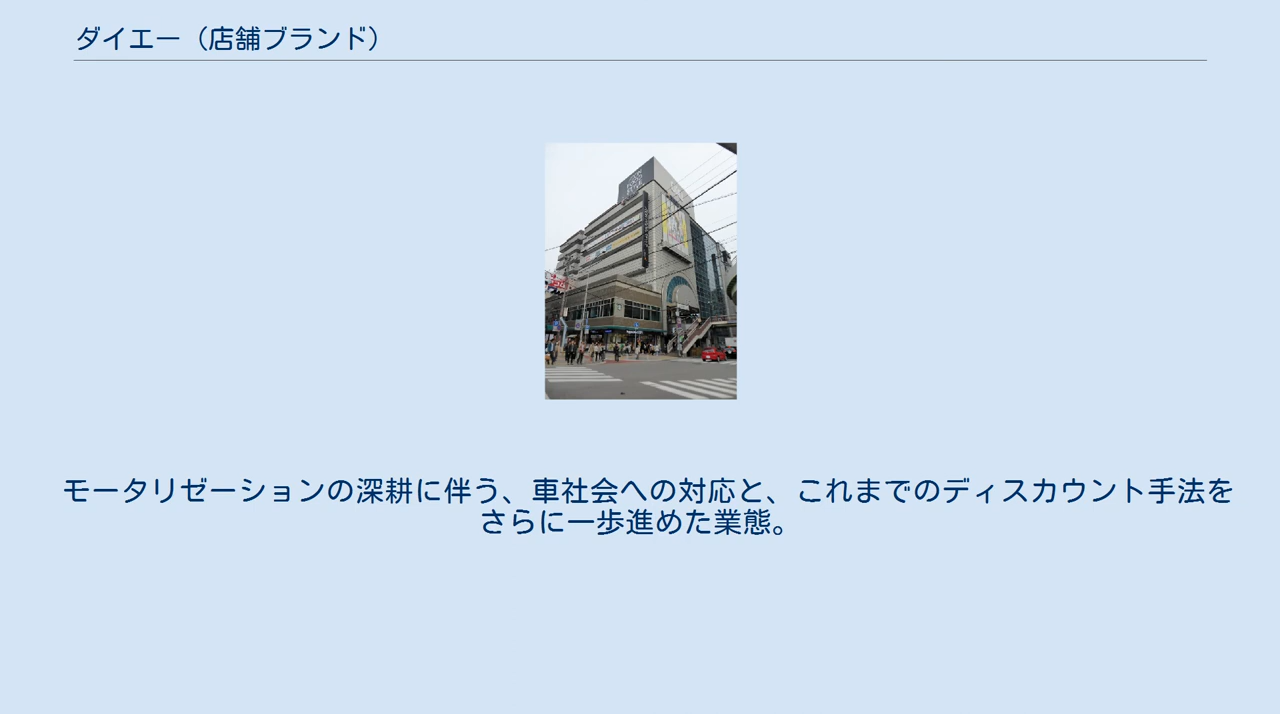 ダイエー（店舗ブランド）
モータリゼーションの深耕に伴う、車社会への対応と、これまでのディスカウント手法を
さらに一歩進めた業態。